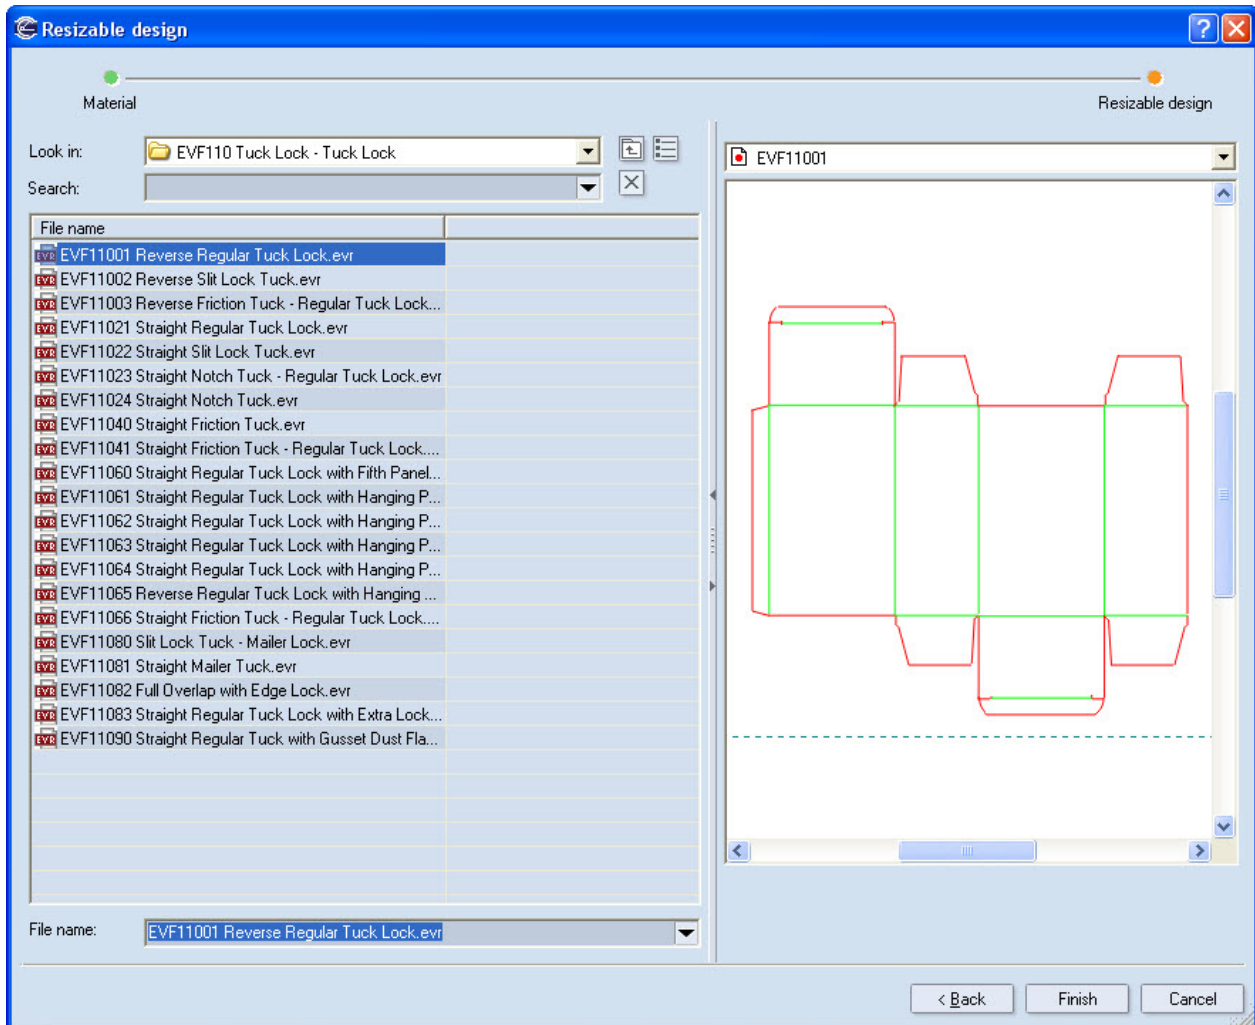 Resizable design
Material
Resizable design
Look in:
EVF110 Tuck Lock - Tuck Lock
Search:
File name
EVF11001 Reverse Regular Tuck Lock.evr
EVF11002 Reverse Slit Lock Tuck.evr
EVF11003 Reverse Friction Tuck - Regular Tuck Lock...
EVF11021 Straight Regular Tuck Lock.evr
EVF11022 Straight Slit Lock Tuck.evr
EVF11023 Straight Notch Tuck - Regular Tuck Lock.evr
EVF11024 Straight Notch Tuck.evr
EVF11040 Straight Friction Tuck.evr
EVF11041 Straight Friction Tuck - Regular Tuck Lock....
EVF11060 Straight Regular Tuck Lock with Fifth Panel...
EVF11061 Straight Regular Tuck Lock with Hanging P...
EVF11062 Straight Regular Tuck Lock with Hanging P...
EVF11063 Straight Regular Tuck Lock with Hanging P...
EVF11064 Straight Regular Tuck Lock with Hanging P...
EVF11065 Reverse Regular Tuck Lock with Hanging ...
EVF11066 Straight Friction Tuck - Regular Tuck Lock....
EVF11080 Slit Lock Tuck - Mailer Lock.evr
EVF11081 Straight Mailer Tuck.evr
EVF11082 Full Overlap with Edge Lock.evr
EVF11083 Straight Regular Tuck Lock with Extra Lock...
EVF11090 Straight Regular Tuck with Gusset Dust Fla...
File name:
EVF11001 Reverse Regular Tuck Lock.evr
EVF11001
< Back
Finish
Cancel